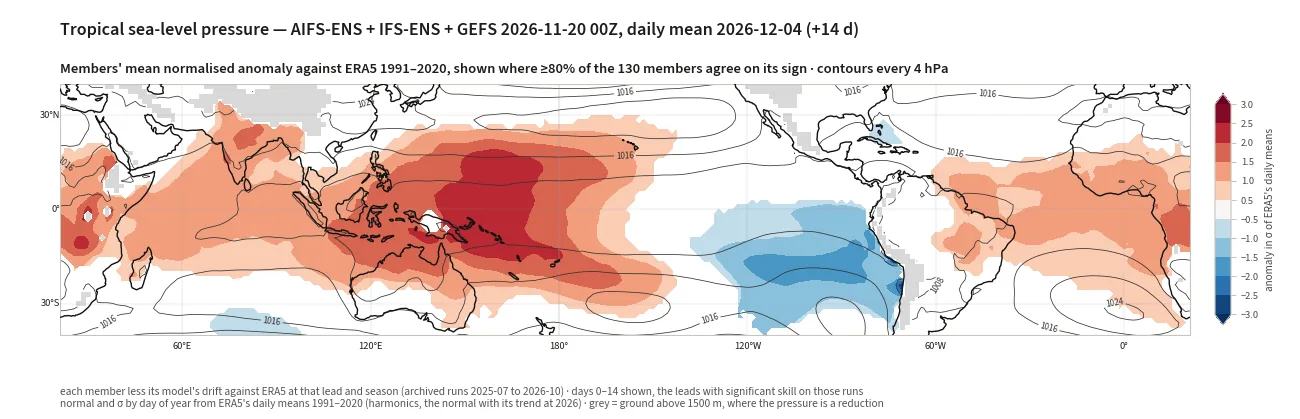 Tropical sea-level pressure — AIFS-ENS + IFS-ENS + GEFS 2026-11-20 00Z, daily mean 2026-12-04 (+14 d)
Members' mean normalised anomaly against ERA5 1991–2020, shown where ≥80% of the 130 members agree on its sign · contours every 4 hPa
1016
1016
1016
1016
1016
1016
1016
1008
1024
1016
1016
1016
1016
30°N
0°
30°S
60°E
120°E
180°
120°W
60°W
0°
3.0
2.5
2.0
1.5
1.0
0.5
−0.5
−1.0
−1.5
−2.0
−2.5
−3.0
anomaly in σ of ERA5's daily means
each member less its model's drift against ERA5 at that lead and season (archived runs 2025-07 to 2026-10) · days 0–14 shown, the leads with significant skill on those runs
normal and σ by day of year from ERA5's daily means 1991–2020 (harmonics, the normal with its trend at 2026) · grey = ground above 1500 m, where the pressure is a reduction